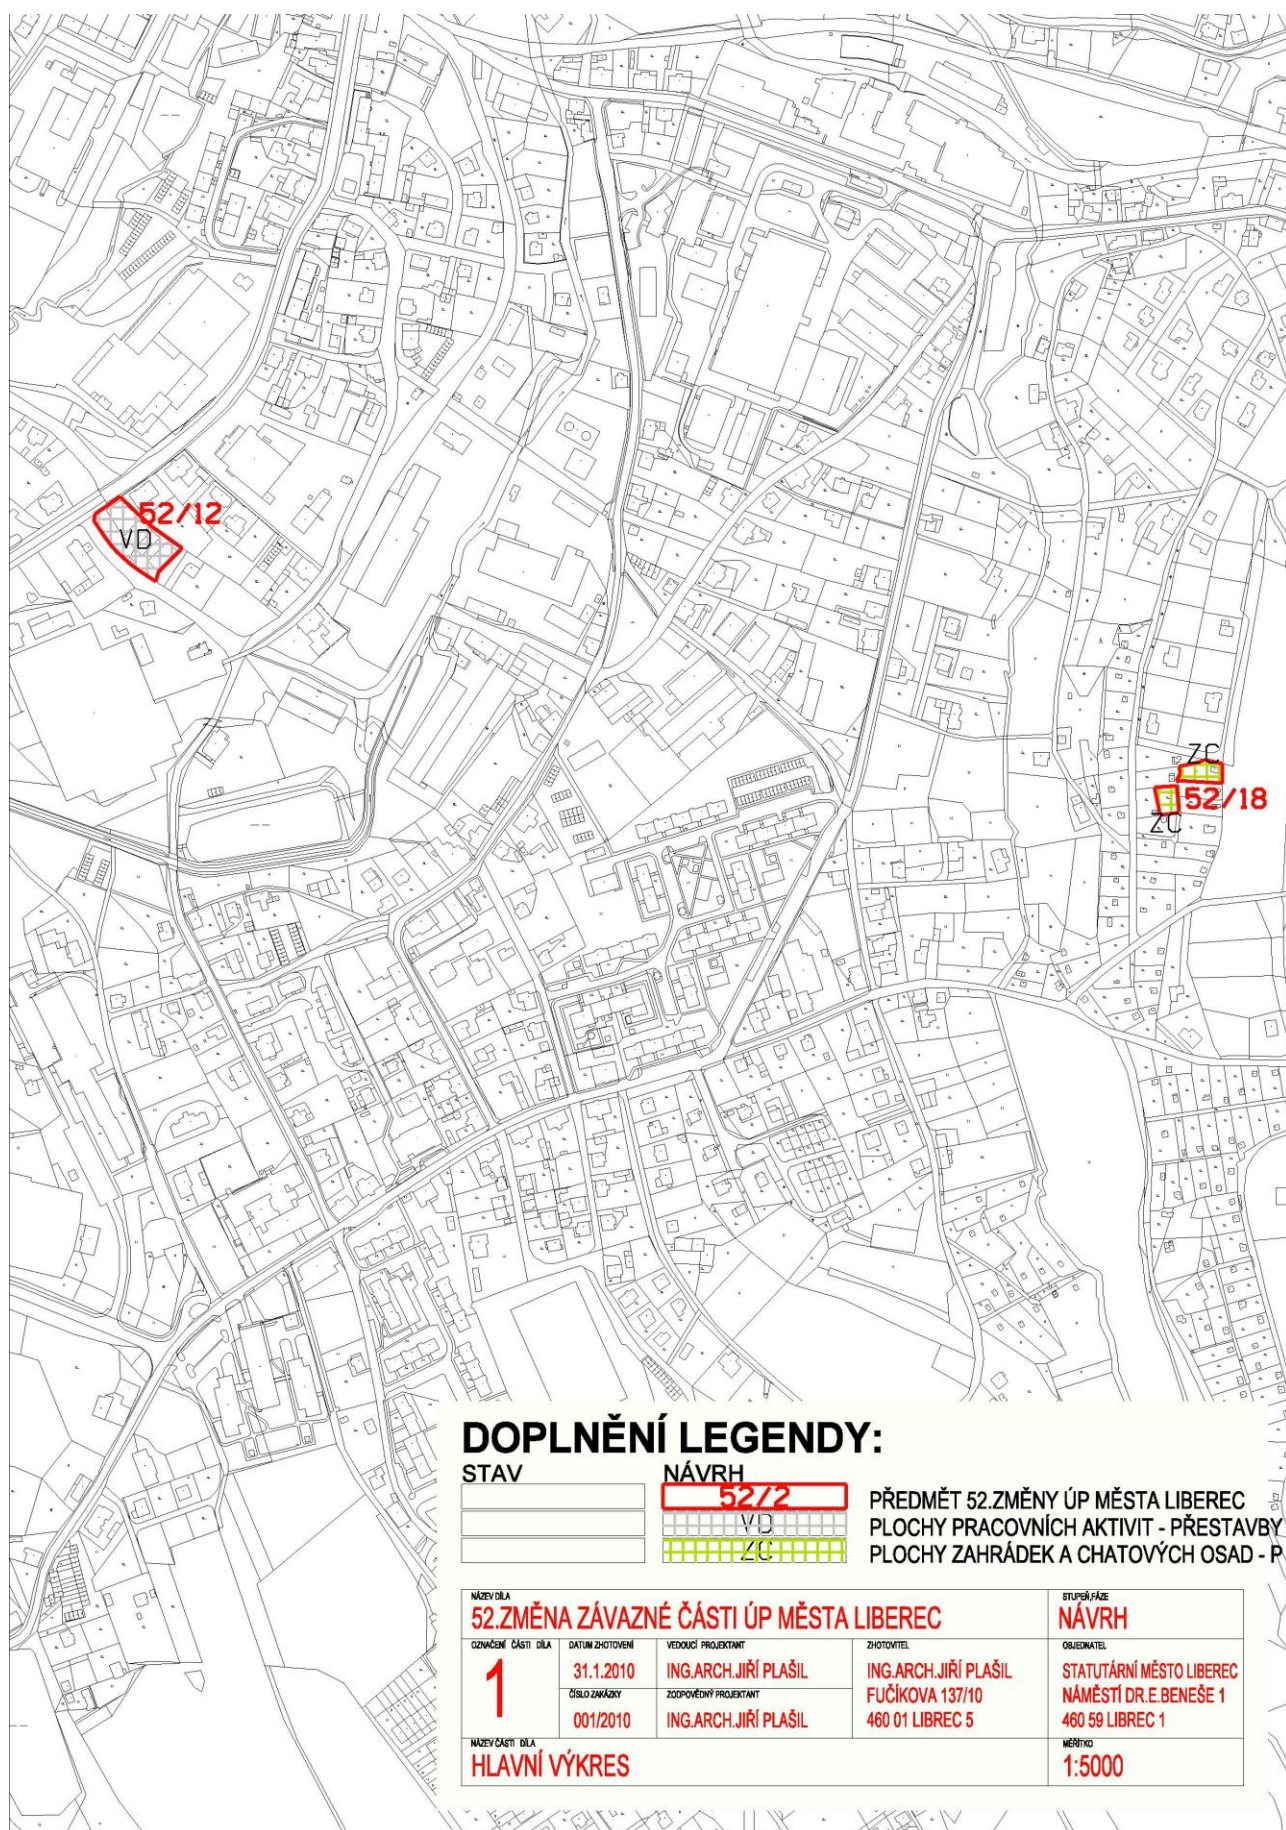 52/12
VD
ZC
52/18
ZC
DOPLNĚNÍ LEGENDY:
STAV NÁVRH
52/2 PŘEDMĚT 52.ZMĚNY ÚP MĚSTA LIBEREC
VD PLOCHY PRACOVNÍCH AKTIVIT - PŘESTAVBY
ZC PLOCHY ZAHRÁDEK A CHATOVÝCH OSAD - P
NÁZEV DÍLA STUPEŇ,FÁZE
52.ZMĚNA ZÁVAZNÉ ČÁSTI ÚP MĚSTA LIBEREC NÁVRH
OZNAČENÍ ČÁSTI DÍLA DATUM ZHOTOVENÍ VEDOUCÍ PROJEKTANT ZHOTOVITEL OBJEDNATEL
1 31.1.2010 ING.ARCH.JIŘÍ PLAŠIL ING.ARCH.JIŘÍ PLAŠIL STATUTÁRNÍ MĚSTO LIBEREC
ČÍSLO ZAKÁZKY ZODPOVĚDNÝ PROJEKTANT FUČÍKOVA 137/10 NÁMĚSTÍ DR.E.BENEŠE 1
001/2010 ING.ARCH.JIŘÍ PLAŠIL 460 01 LIBREC 5 460 59 LIBREC 1
NÁZEV ČÁSTI DÍLA MĚŘÍTKO
HLAVNÍ VÝKRES 1:5000